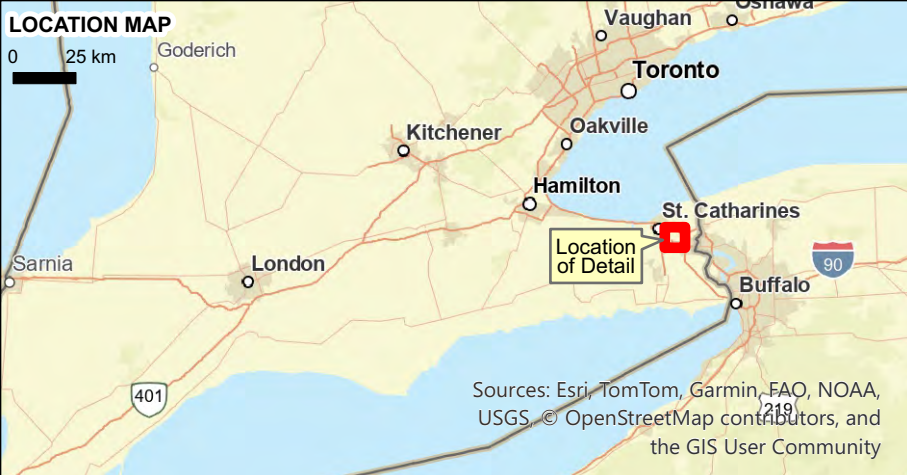 LOCATION MAP
0 25 km
Goderich
Vaughan
Oshawa
Toronto
Kitchener
Oakville
Hamilton
St. Catharines
Location
of Detail
90
Sarnia
London
Buffalo
401
219
Sources: Esri, TomTom, Garmin, FAO, NOAA,
USGS, © OpenStreetMap contributors, and
the GIS User Community